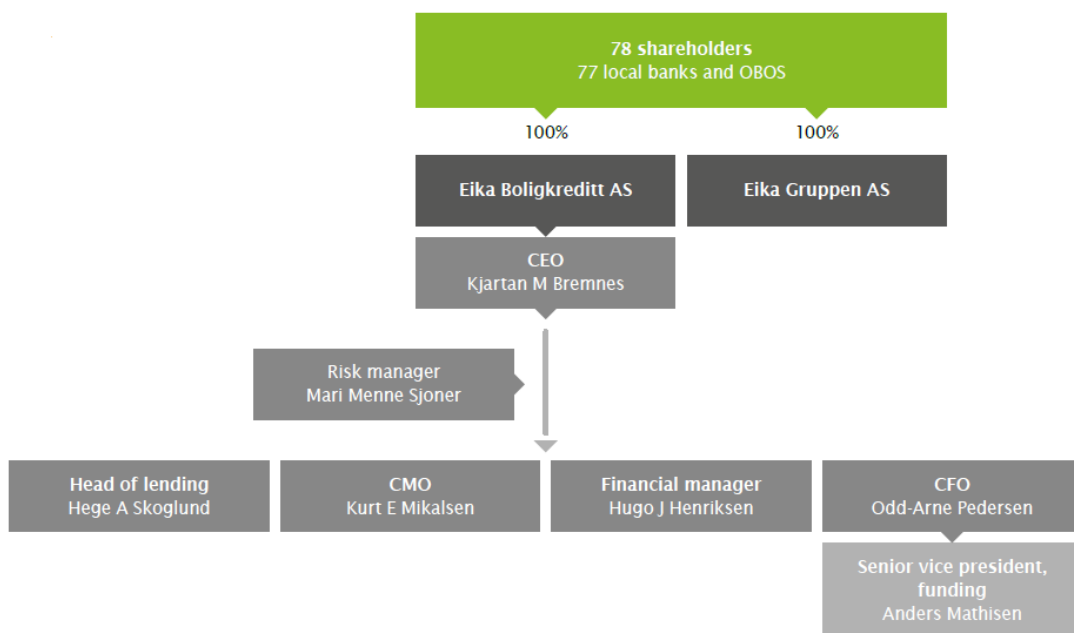 78 shareholders
77 local banks and OBOS
100%
100%
Eika Boligkreditt AS
Eika Gruppen AS
CEO
Kjartan M Bremnes
Risk manager
Mari Menne Sjoner
Head of lending
Hege A Skoglund
CMO
Kurt E Mikalsen
Financial manager
Hugo J Henriksen
CFO
Odd-Arne Pedersen
Senior vice president,
funding
Anders Mathisen